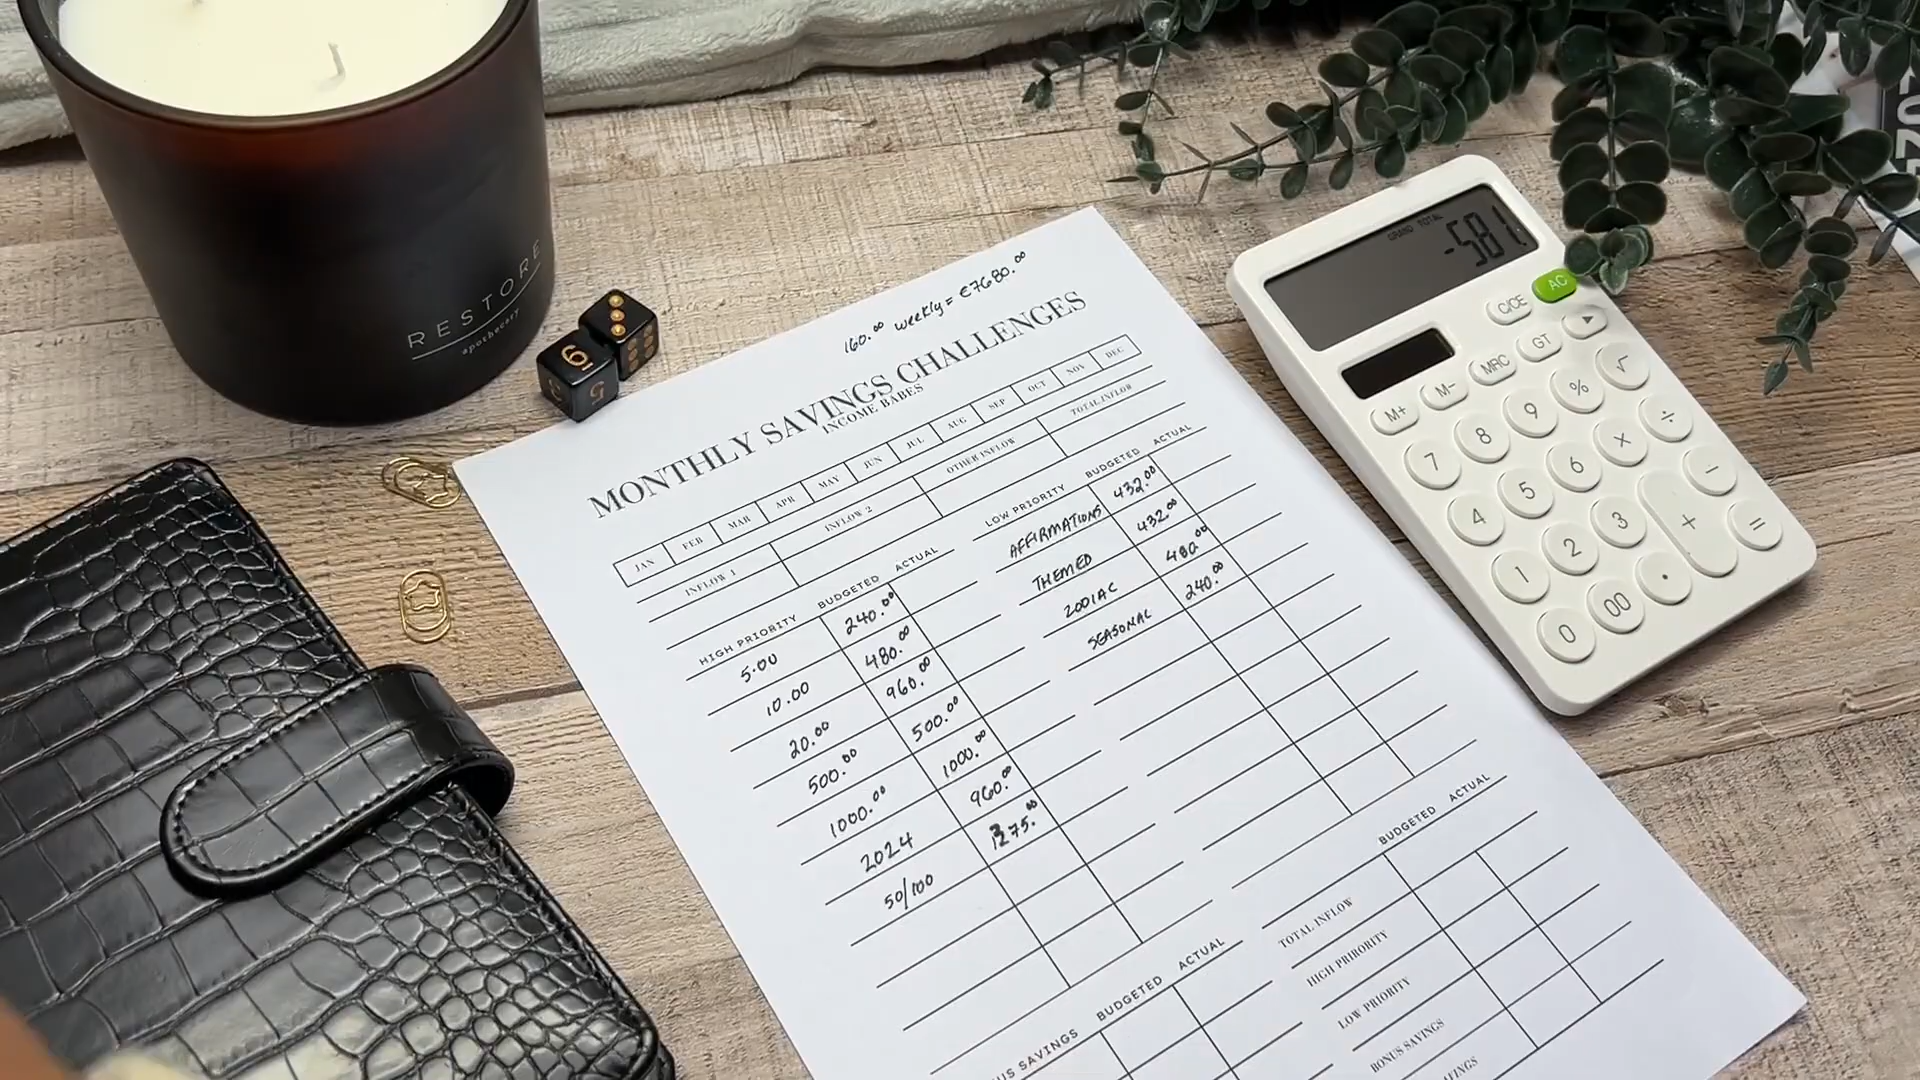 RESTORE
apothecary
160.00 weekly = €7680.00
MONTHLY SAVINGS CHALLENGES
INCOME BABES
JAN FEB MAR APR MAY JUN JUL AUG SEP OCT NOV DEC
INFLOW 1 INFLOW 2 OTHER INFLOW TOTAL INFLOW
HIGH PRIORITY BUDGETED ACTUAL
5.00 240.00
10.00 480.00
20.00 960.00
500.00 500.00
1000.00 1000.00
2024 960.00
50/100
LOW PRIORITY BUDGETED ACTUAL
AFFIRMATIONS 432.00
THEMED 432.00
ZODIAC 480.00
SEASONAL 240.00
SAVINGS BUDGETED ACTUAL
BUDGETED ACTUAL
TOTAL INFLOW
HIGH PRIORITY
LOW PRIORITY
BONUS SAVINGS
GRAND TOTAL
-581.
C/CE AC
M+ M- MRC GT ▶
7 8 9 % √
4 5 6 × ÷
1 2 3 + −
0 00 . =